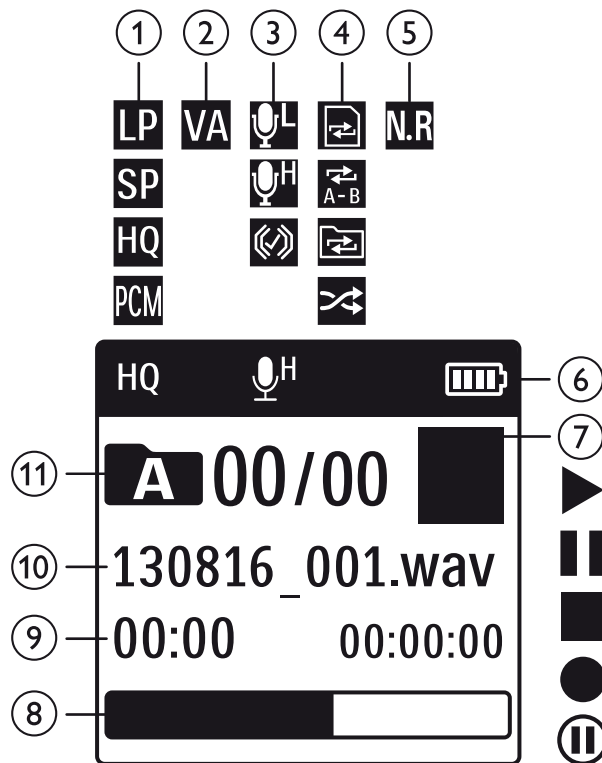 1 2 3 4 5
LP VA L N.R
SP H A-B
HQ
PCM
HQ H 6
7
11 A 00/00
10 130816_001.wav
9 00:00 00:00:00
8